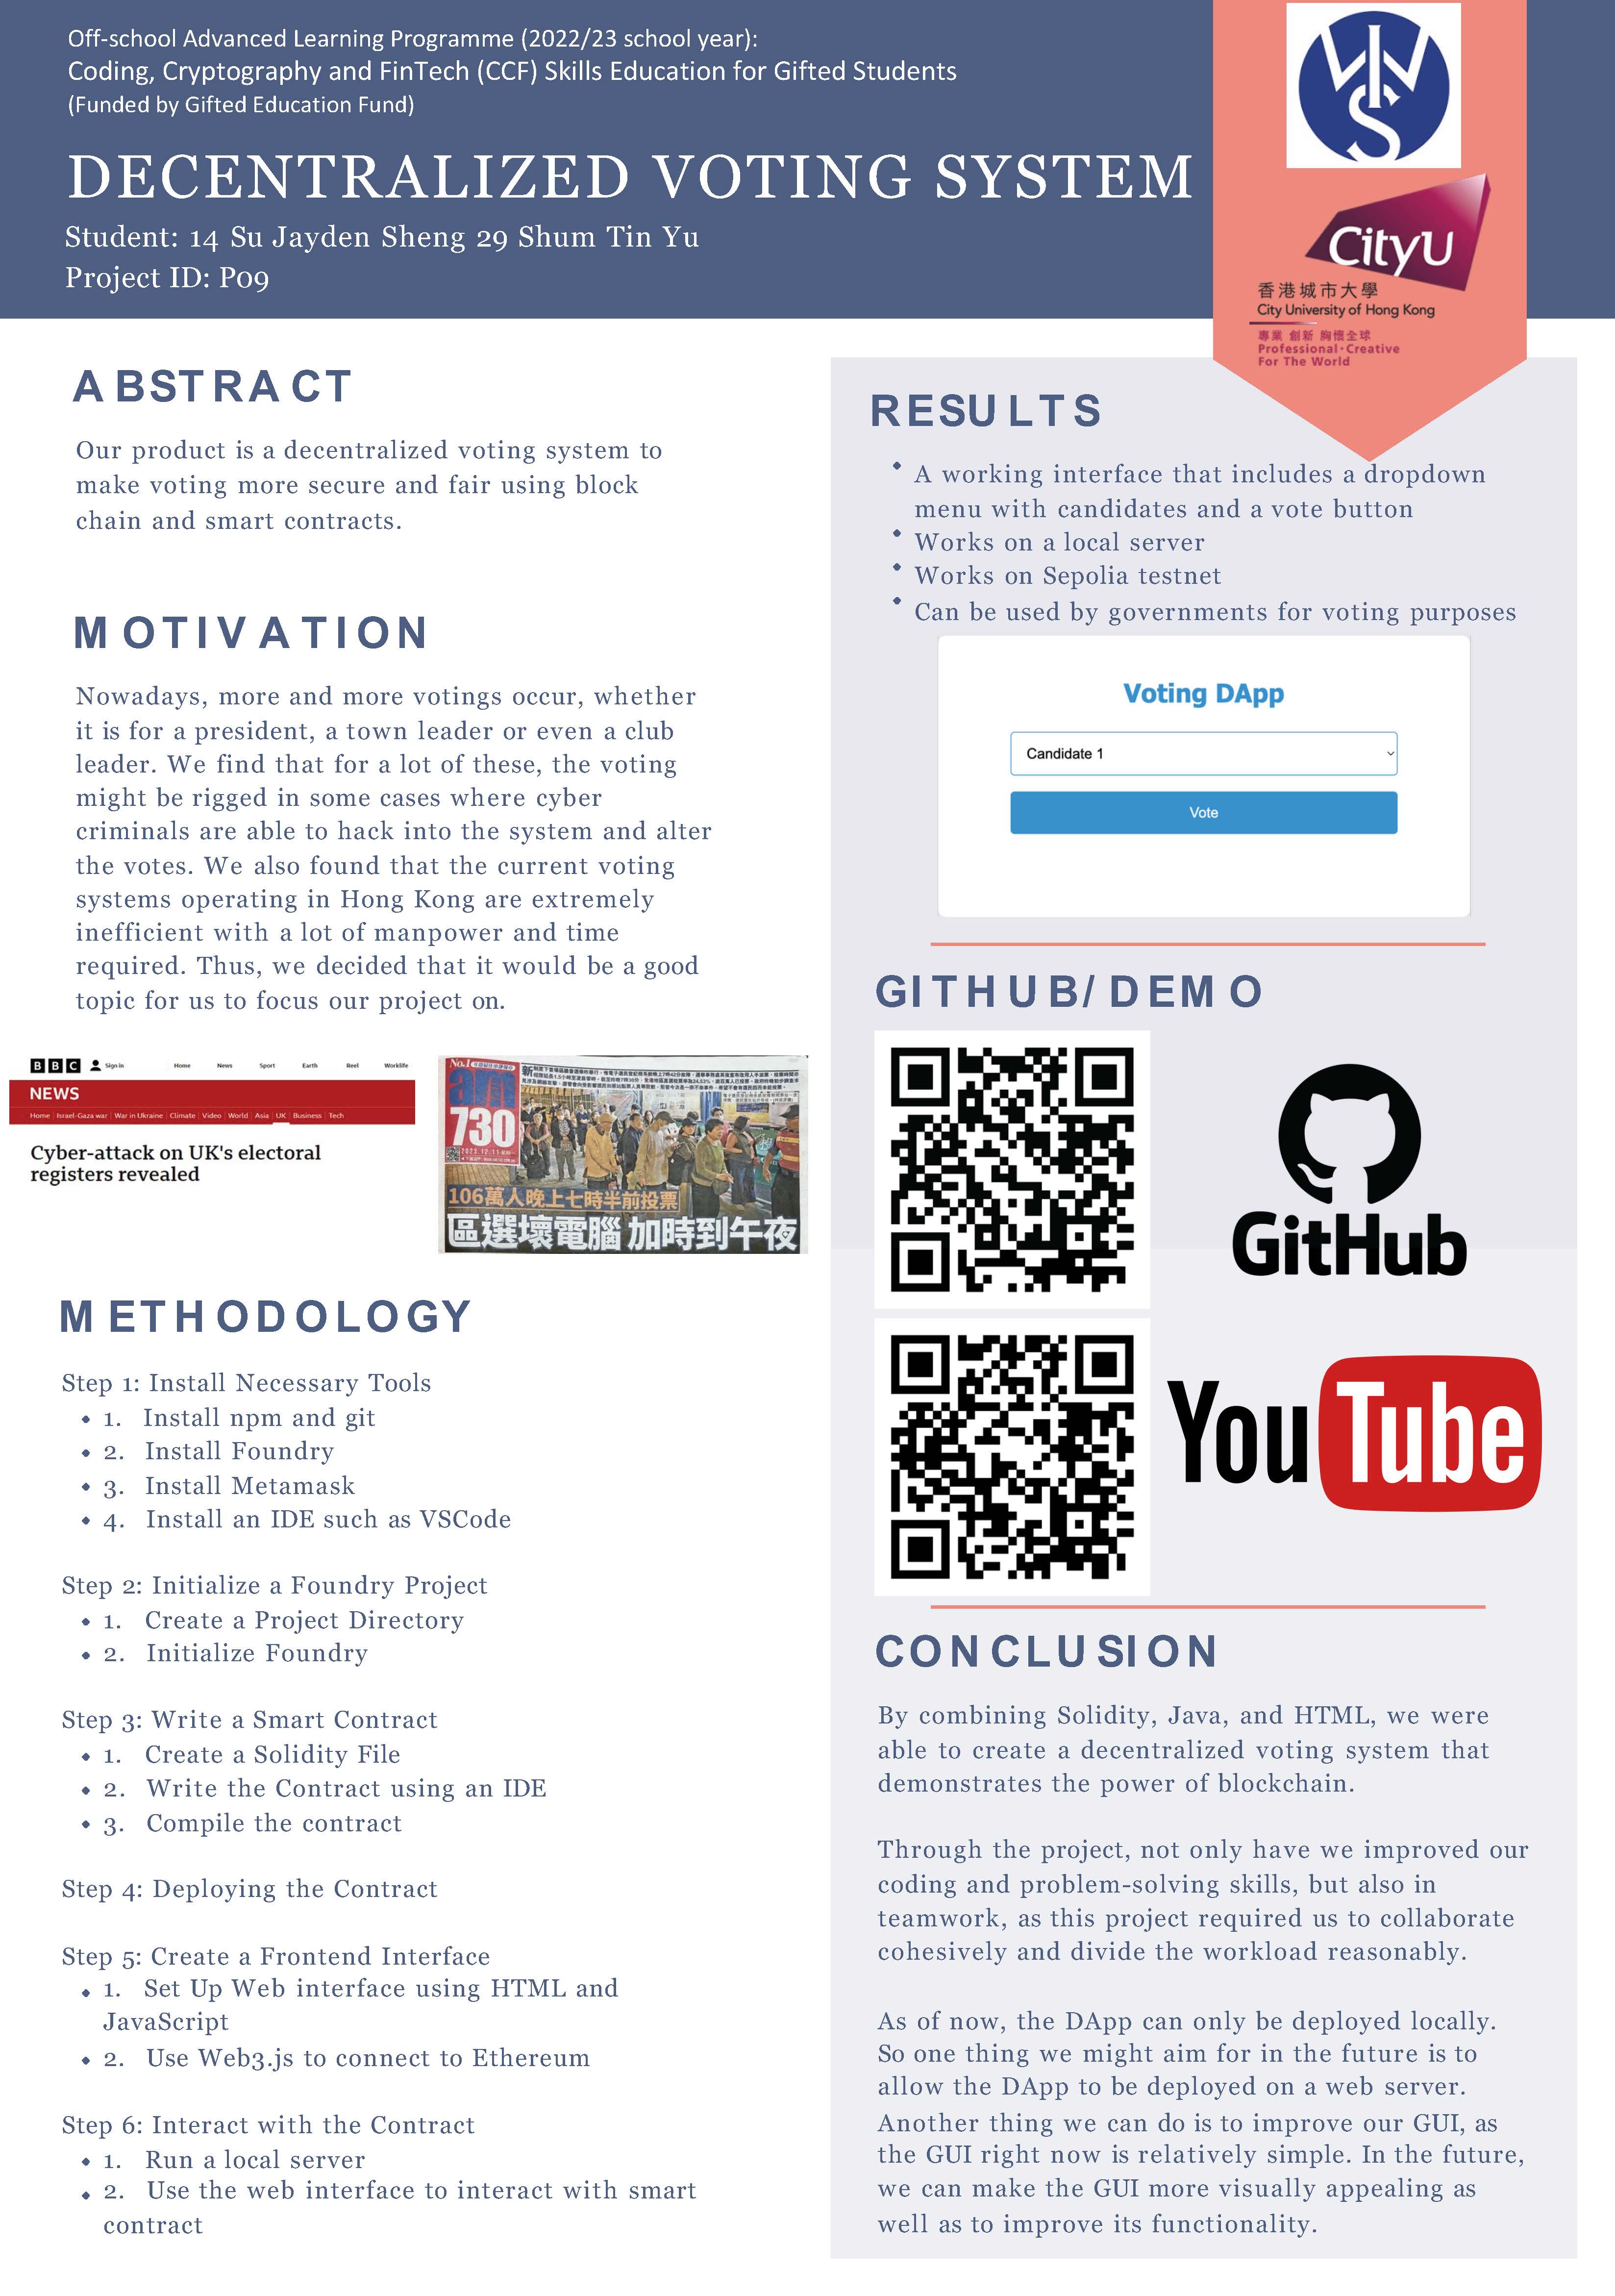 Off-school Advanced Learning Programme (2022/23 school year):
Coding, Cryptography and FinTech (CCF) Skills Education for Gifted Students
(Funded by Gifted Education Fund)
DECENTRALIZED VOTING SYSTEM
Student: 14 Su Jayden Sheng 29 Shum Tin Yu
Project ID: P09
CityU
香港城市大學
City University of Hong Kong
專業 創新 胸懷全球
Professional·Creative
For The World
ABSTRACT
Our product is a decentralized voting system to
make voting more secure and fair using block
chain and smart contracts.
MOTIVATION
Nowadays, more and more votings occur, whether
it is for a president, a town leader or even a club
leader. We find that for a lot of these, the voting
might be rigged in some cases where cyber
criminals are able to hack into the system and alter
the votes. We also found that the current voting
systems operating in Hong Kong are extremely
inefficient with a lot of manpower and time
required. Thus, we decided that it would be a good
topic for us to focus our project on.
BBC Sign in Home News Sport Earth Reel Worklife
NEWS
Home Israel-Gaza war War in Ukraine Climate Video World Asia UK Business Tech
Cyber-attack on UK's electoral
registers revealed
No.1
am
730
2023.12.11
106萬人晚上七時半前投票
區選壞電腦 加時到午夜
METHODOLOGY
Step 1: Install Necessary Tools
• 1. Install npm and git
• 2. Install Foundry
• 3. Install Metamask
• 4. Install an IDE such as VSCode
Step 2: Initialize a Foundry Project
• 1. Create a Project Directory
• 2. Initialize Foundry
Step 3: Write a Smart Contract
• 1. Create a Solidity File
• 2. Write the Contract using an IDE
• 3. Compile the contract
Step 4: Deploying the Contract
Step 5: Create a Frontend Interface
• 1. Set Up Web interface using HTML and
JavaScript
• 2. Use Web3.js to connect to Ethereum
Step 6: Interact with the Contract
• 1. Run a local server
• 2. Use the web interface to interact with smart
contract
RESULTS
• A working interface that includes a dropdown
menu with candidates and a vote button
• Works on a local server
• Works on Sepolia testnet
• Can be used by governments for voting purposes
Voting DApp
Candidate 1
Vote
GITHUB/DEMO
GitHub
YouTube
CONCLUSION
By combining Solidity, Java, and HTML, we were
able to create a decentralized voting system that
demonstrates the power of blockchain.
Through the project, not only have we improved our
coding and problem-solving skills, but also in
teamwork, as this project required us to collaborate
cohesively and divide the workload reasonably.
As of now, the DApp can only be deployed locally.
So one thing we might aim for in the future is to
allow the DApp to be deployed on a web server.
Another thing we can do is to improve our GUI, as
the GUI right now is relatively simple. In the future,
we can make the GUI more visually appealing as
well as to improve its functionality.